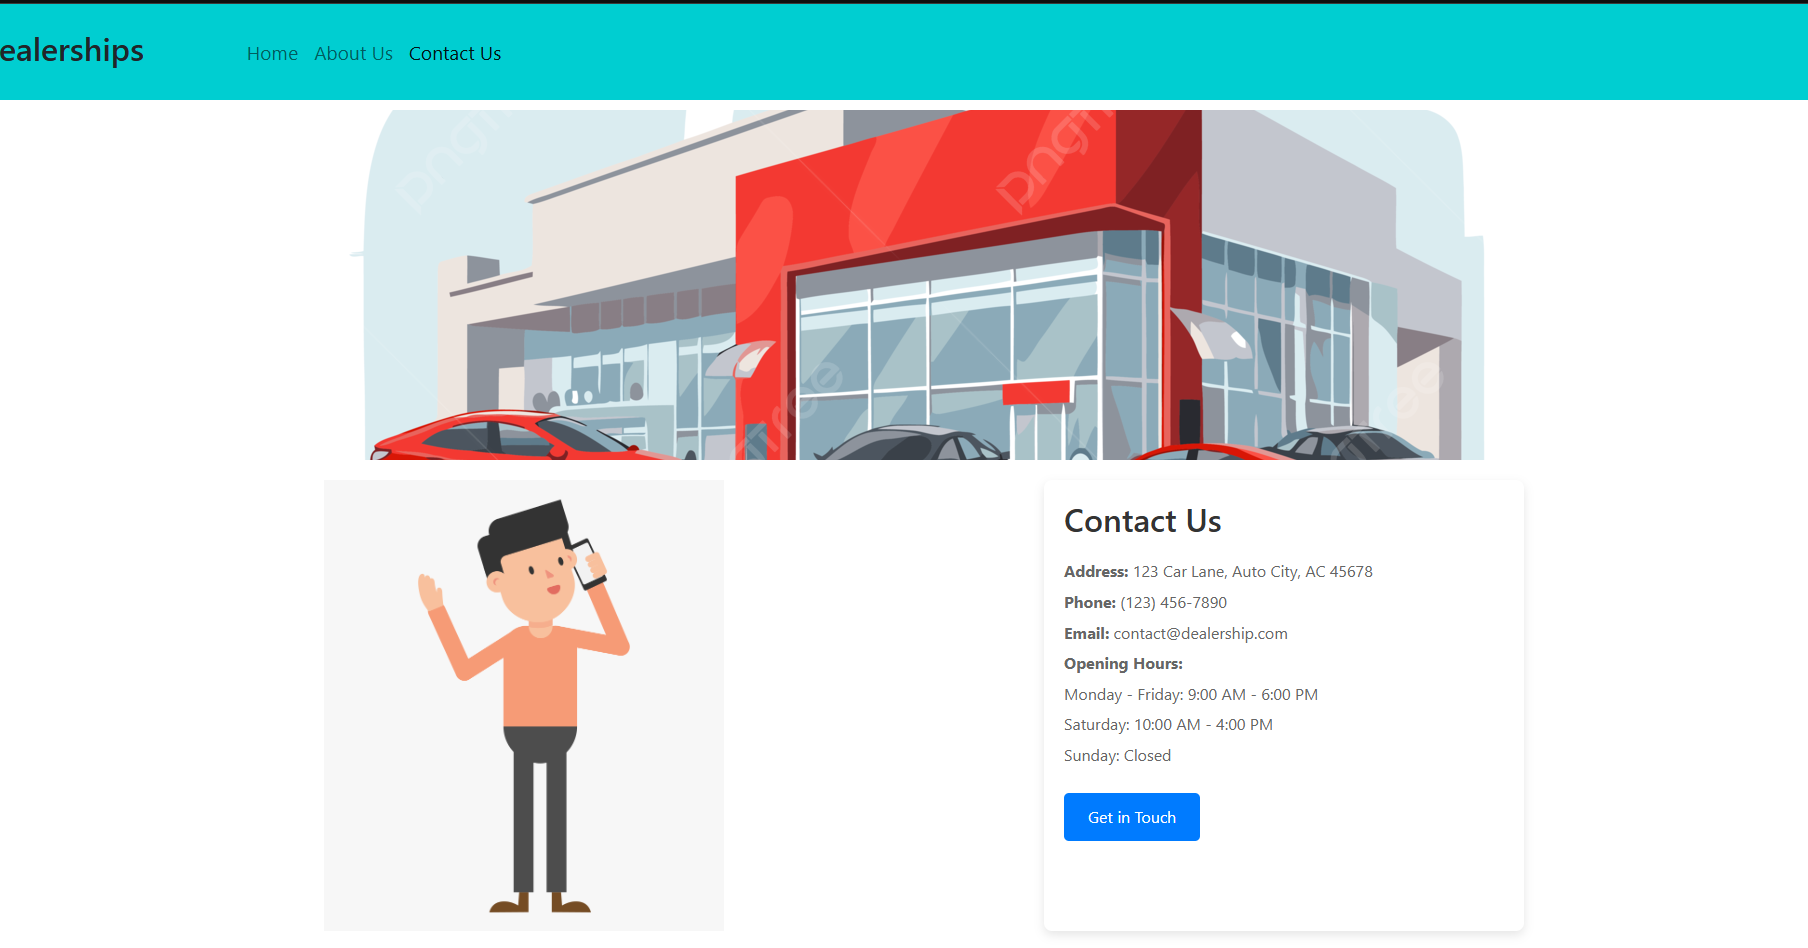 ealerships
Home About Us Contact Us
Contact Us
Address: 123 Car Lane, Auto City, AC 45678
Phone: (123) 456-7890
Email: contact@dealership.com
Opening Hours:
Monday - Friday: 9:00 AM - 6:00 PM
Saturday: 10:00 AM - 4:00 PM
Sunday: Closed
Get in Touch